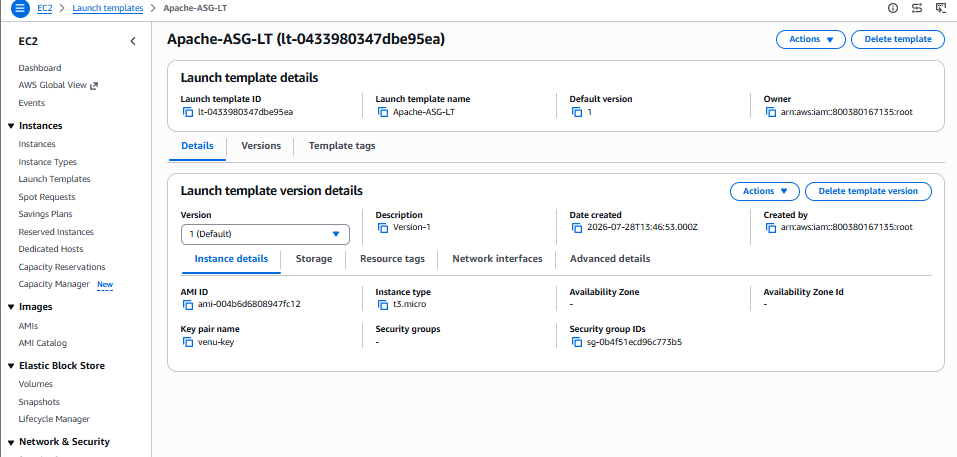 EC2 > Launch templates > Apache-ASG-LT
EC2
Dashboard
AWS Global View
Events
Instances
Instances
Instance Types
Launch Templates
Spot Requests
Savings Plans
Reserved Instances
Dedicated Hosts
Capacity Reservations
Capacity Manager New
Images
AMIs
AMI Catalog
Elastic Block Store
Volumes
Snapshots
Lifecycle Manager
Network & Security
Apache-ASG-LT (lt-0433980347dbe95ea)
Actions
Delete template
Launch template details
Launch template ID
lt-0433980347dbe95ea
Launch template name
Apache-ASG-LT
Default version
1
Owner
arn:aws:iam::800380167135:root
Details
Versions
Template tags
Launch template version details
Actions
Delete template version
Version
1 (Default)
Description
Version-1
Date created
2026-07-28T13:46:53.000Z
Created by
arn:aws:iam::800380167135:root
Instance details
Storage
Resource tags
Network interfaces
Advanced details
AMI ID
ami-004b6d6808947fc12
Instance type
t3.micro
Availability Zone
-
Availability Zone Id
-
Key pair name
venu-key
Security groups
-
Security group IDs
sg-0b4f51ecd96c773b5